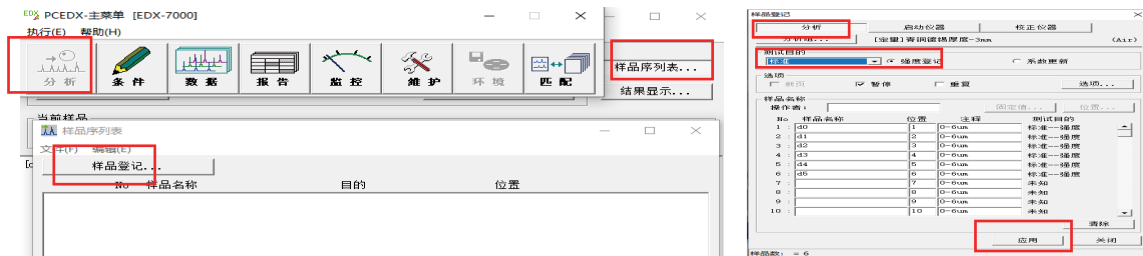 PCEDX-主菜单 [EDX-7000]
执行(E) 帮助(H)
分析
条件
数据
报告
监控
维护
环境
匹配
样品序列表...
结果显示...
当前样品
样品序列表
文件(F) 编辑(E)
样品登记...
No 样品名称 目的 位置
样品登记
分析 启动仪器 校正仪器
分析组... [定量]青铜镀锡厚度-3mm (Air)
测试目的
标准 强度登记 系数更新
选项
暂停 重复 选项...
样品名称
操作者: 固定值... 位置...
No 样品名称 位置 注释 测试目的
1 : d0 1 0-6um 标准--强度
2 : d1 2 0-6um 标准--强度
3 : d2 3 0-6um 标准--强度
4 : d3 4 0-6um 标准--强度
5 : d4 5 0-6um 标准--强度
6 : d5 6 0-6um 标准--强度
7 : 7 0-6um 未知
8 : 8 0-6um 未知
9 : 9 0-6um 未知
10 : 10 0-6um 未知
清除
应用 关闭
样品数: = 6